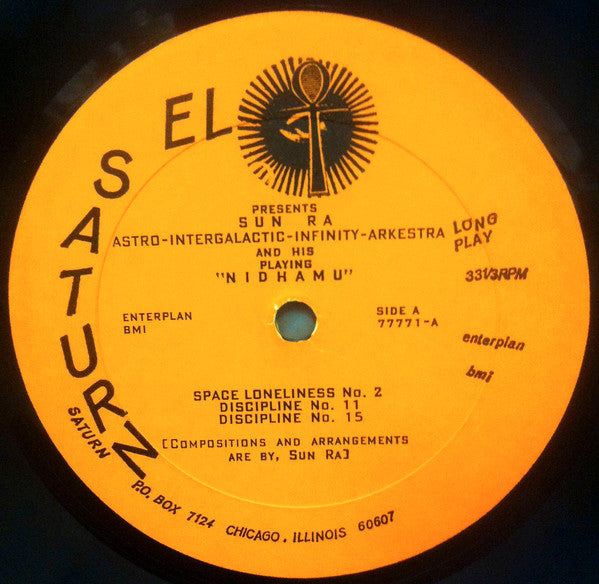 EL
SATURN
PRESENTS
SUN RA
ASTRO-INTERGALACTIC-INFINITY-ARKESTRA
AND HIS
PLAYING
"NIDHAMU"
LONG
PLAY
33 1/3 RPM
ENTERPLAN
BMI
SIDE A
77771-A
enterplan
bmi
SPACE LONELINESS No. 2
DISCIPLINE No. 11
DISCIPLINE No. 15
[COMPOSITIONS AND ARRANGEMENTS
ARE BY, SUN RA]
SATURN
P.O. BOX 7124 CHICAGO, ILLINOIS 60607